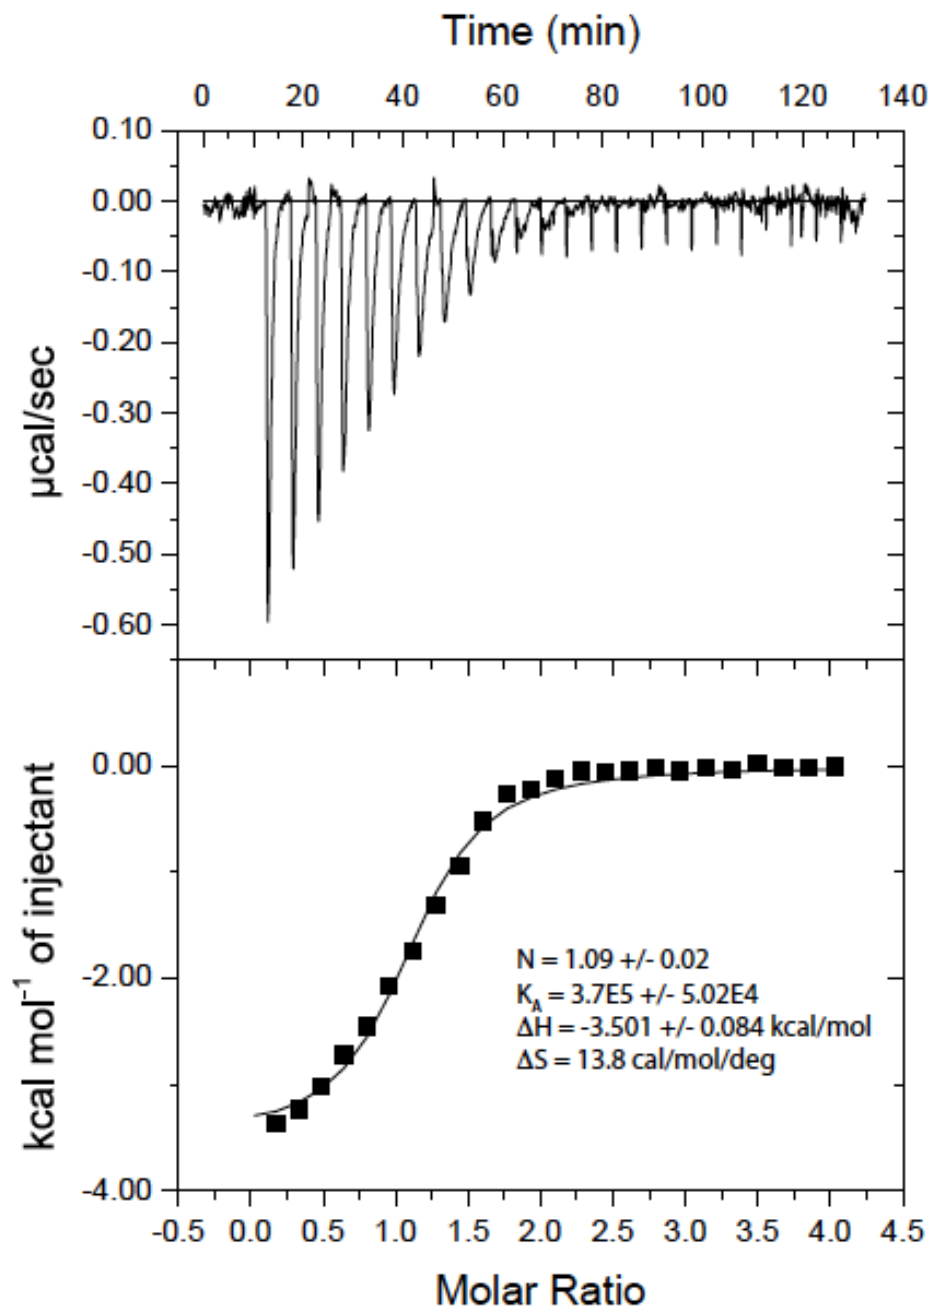 Time (min)
0 20 40 60 80 100 120 140
0.10
0.00
-0.10
-0.20
-0.30
-0.40
-0.50
-0.60
µcal/sec
0.00
-2.00
-4.00
kcal mol⁻¹ of injectant
N = 1.09 +/- 0.02
K_A = 3.7E5 +/- 5.02E4
ΔH = -3.501 +/- 0.084 kcal/mol
ΔS = 13.8 cal/mol/deg
-0.5 0.0 0.5 1.0 1.5 2.0 2.5 3.0 3.5 4.0 4.5
Molar Ratio